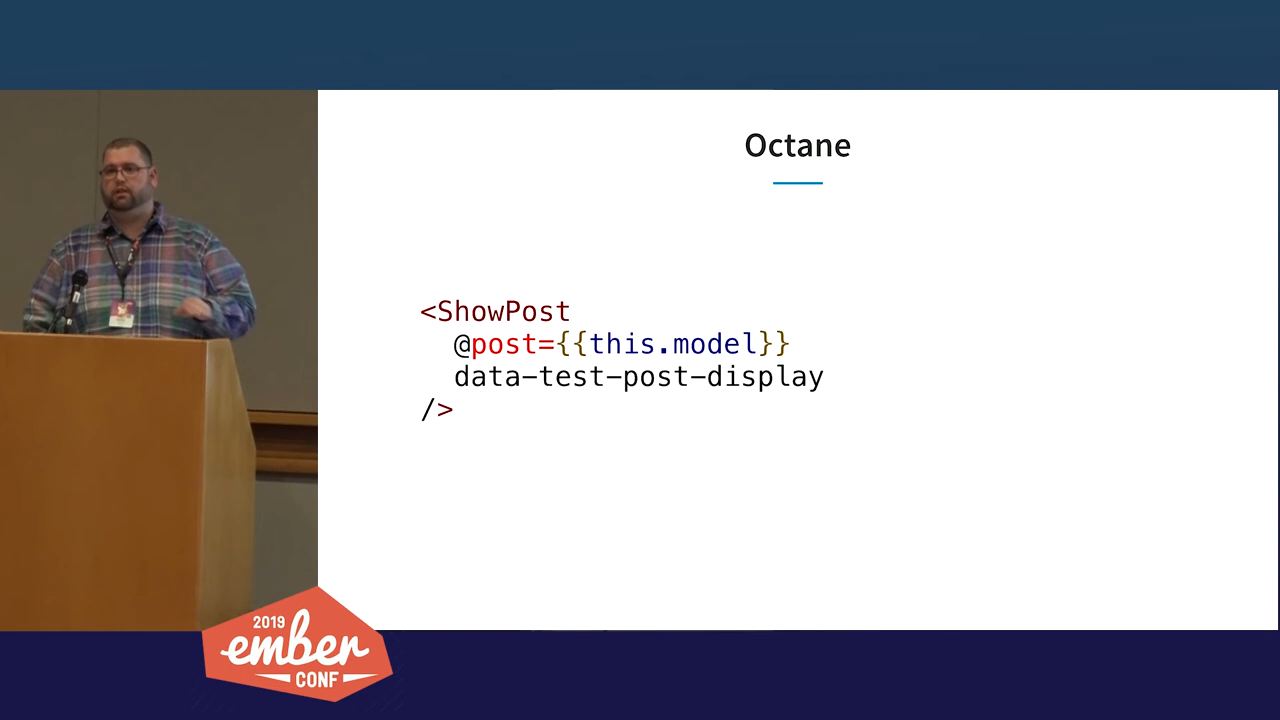 Octane
<ShowPost
@post={{this.model}}
data-test-post-display
/>
2019
ember
CONF